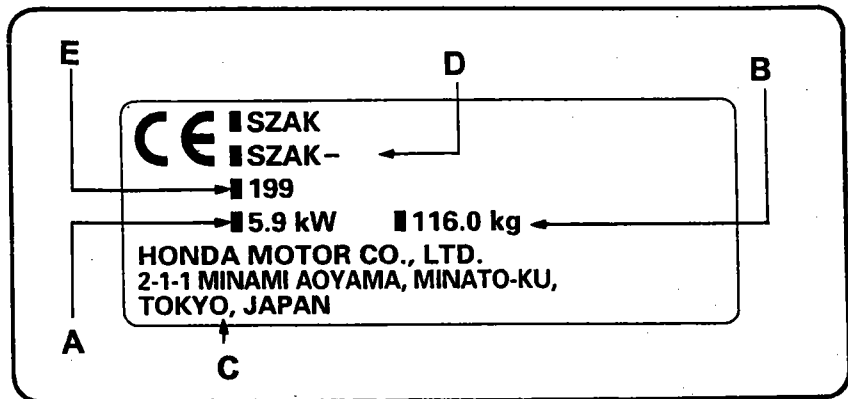 E
D
B
CE
SZAK
SZAK-
199
5.9 kW 116.0 kg
HONDA MOTOR CO., LTD.
2-1-1 MINAMI AOYAMA, MINATO-KU,
TOKYO, JAPAN
A
C